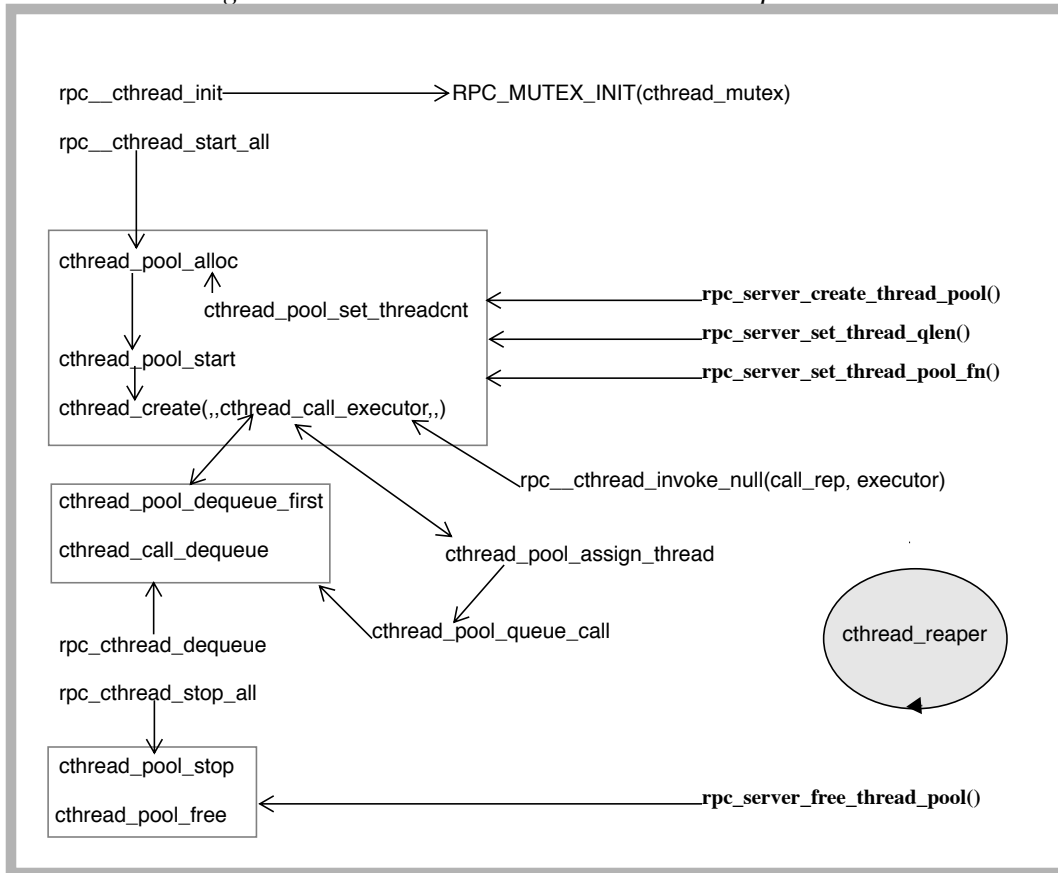 rpc__cthread_init
RPC_MUTEX_INIT(cthread_mutex)
rpc__cthread_start_all
cthread_pool_alloc
rpc_server_create_thread_pool()
cthread_pool_set_threadcnt
rpc_server_set_thread_qlen()
cthread_pool_start
rpc_server_set_thread_pool_fn()
cthread_create(,,cthread_call_executor,,)
rpc__cthread_invoke_null(call_rep, executor)
cthread_pool_dequeue_first
cthread_call_dequeue
cthread_pool_assign_thread
cthread_pool_queue_call
cthread_reaper
rpc_cthread_dequeue
rpc_cthread_stop_all
cthread_pool_stop
rpc_server_free_thread_pool()
cthread_pool_free